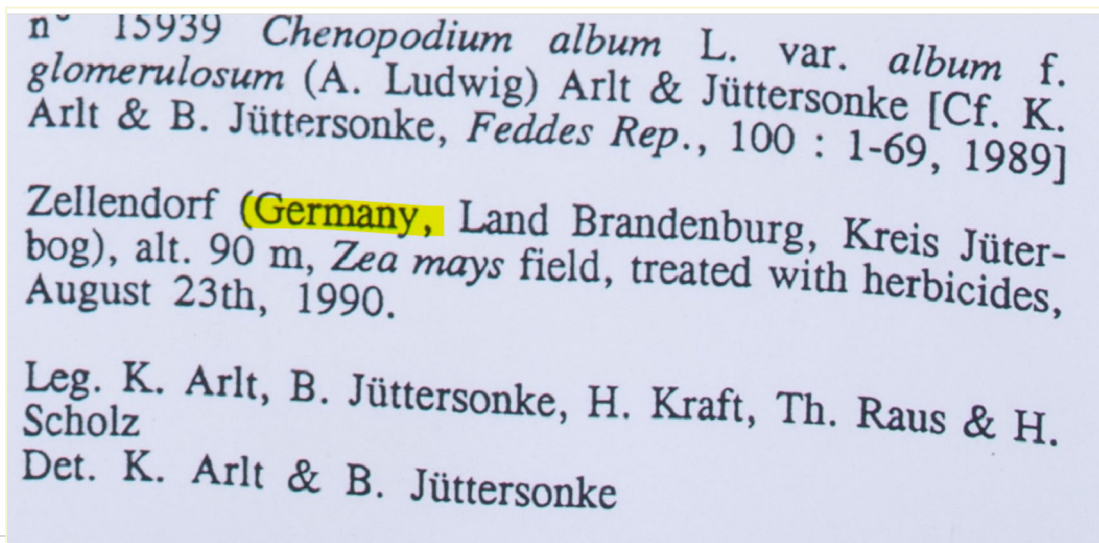 n° 15939 Chenopodium album L. var. album f.
glomerulosum (A. Ludwig) Arlt & Jüttersonke [Cf. K.
Arlt & B. Jüttersonke, Feddes Rep., 100 : 1-69, 1989]
Zellendorf (Germany, Land Brandenburg, Kreis Jüter-
bog), alt. 90 m, Zea mays field, treated with herbicides,
August 23th, 1990.
Leg. K. Arlt, B. Jüttersonke, H. Kraft, Th. Raus & H.
Scholz
Det. K. Arlt & B. Jüttersonke